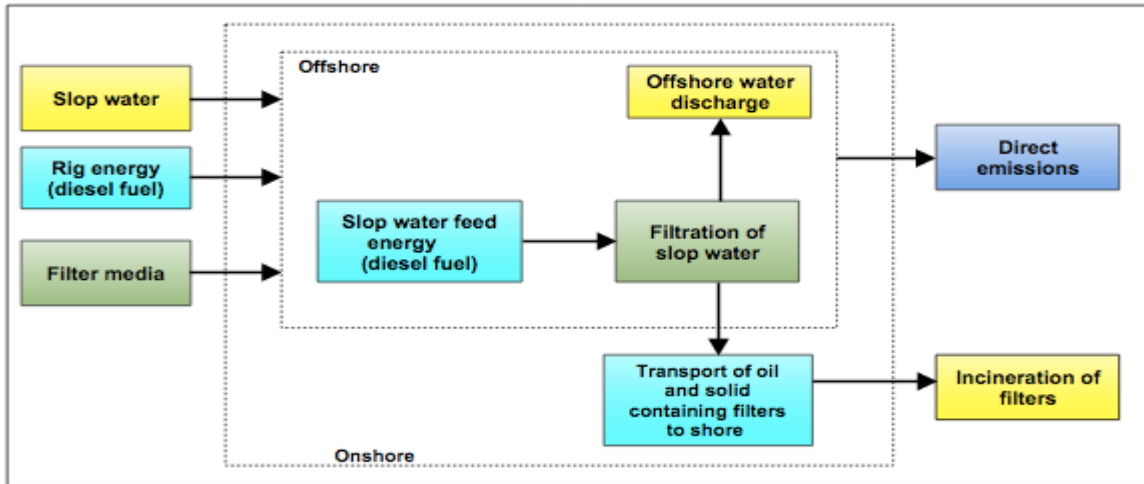 Offshore
Slop water
Offshore water
discharge
Rig energy
(diesel fuel)
Direct
emissions
Slop water feed
energy
(diesel fuel)
Filtration of
slop water
Filter media
Transport of oil
and solid
containing filters
to shore
Incineration of
filters
Onshore